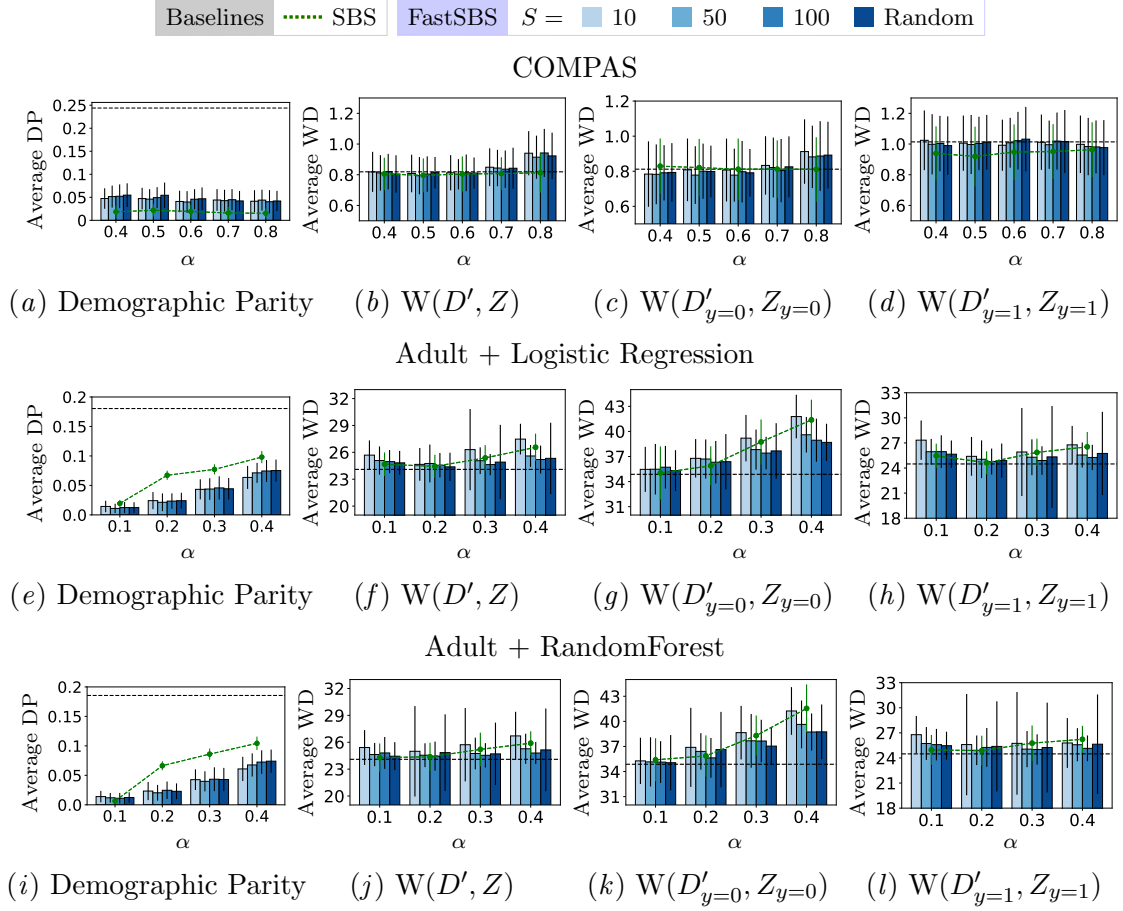 Baselines SBS FastSBS S = 10 50 100 Random
COMPAS
Average DP
0.25
0.2
0.15
0.1
0.05
0
0.4 0.5 0.6 0.7 0.8
α
(a) Demographic Parity
Average WD
1.2
1.0
0.8
0.6
0.4 0.5 0.6 0.7 0.8
α
(b) W(D′, Z)
Average WD
1.2
1.0
0.8
0.6
0.4 0.5 0.6 0.7 0.8
α
(c) W(D′y=0, Zy=0)
Average WD
1.2
1.0
0.8
0.6
0.4 0.5 0.6 0.7 0.8
α
(d) W(D′y=1, Zy=1)
Adult + Logistic Regression
Average DP
0.2
0.15
0.1
0.05
0.0
0.1 0.2 0.3 0.4
α
(e) Demographic Parity
Average WD
32
28
24
20
0.1 0.2 0.3 0.4
α
(f) W(D′, Z)
Average WD
43
39
35
31
0.1 0.2 0.3 0.4
α
(g) W(D′y=0, Zy=0)
Average WD
33
30
27
24
21
18
0.1 0.2 0.3 0.4
α
(h) W(D′y=1, Zy=1)
Adult + RandomForest
Average DP
0.2
0.15
0.1
0.05
0.0
0.1 0.2 0.3 0.4
α
(i) Demographic Parity
Average WD
32
29
26
24
22
19
0.1 0.2 0.3 0.4
α
(j) W(D′, Z)
Average WD
43
41
39
37
35
33
31
0.1 0.2 0.3 0.4
α
(k) W(D′y=0, Zy=0)
Average WD
33
30
27
24
21
18
0.1 0.2 0.3 0.4
α
(l) W(D′y=1, Zy=1)